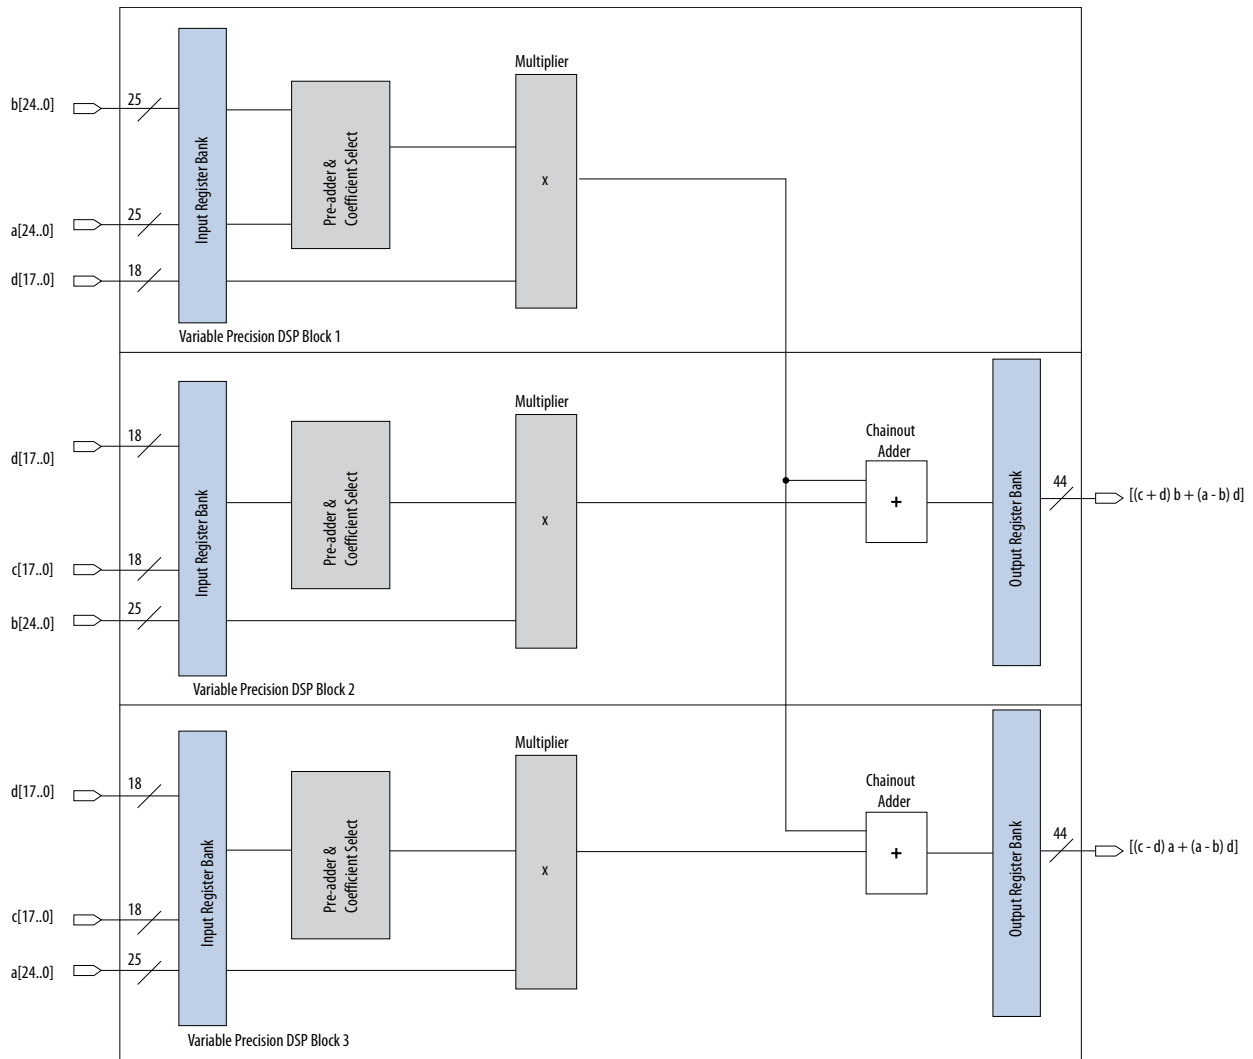 Multiplier
b[24..0]
25
Input Register Bank
Pre-adder &
Coefficient Select
x
a[24..0]
25
d[17..0]
18
Variable Precision DSP Block 1
Multiplier
d[17..0]
18
Input Register Bank
Pre-adder &
Coefficient Select
x
Chainout
Adder
+
Output Register Bank
44
[(c + d) b + (a - b) d]
c[17..0]
18
b[24..0]
25
Variable Precision DSP Block 2
Multiplier
d[17..0]
18
Input Register Bank
Pre-adder &
Coefficient Select
x
Chainout
Adder
+
Output Register Bank
44
[(c - d) a + (a - b) d]
c[17..0]
18
a[24..0]
25
Variable Precision DSP Block 3